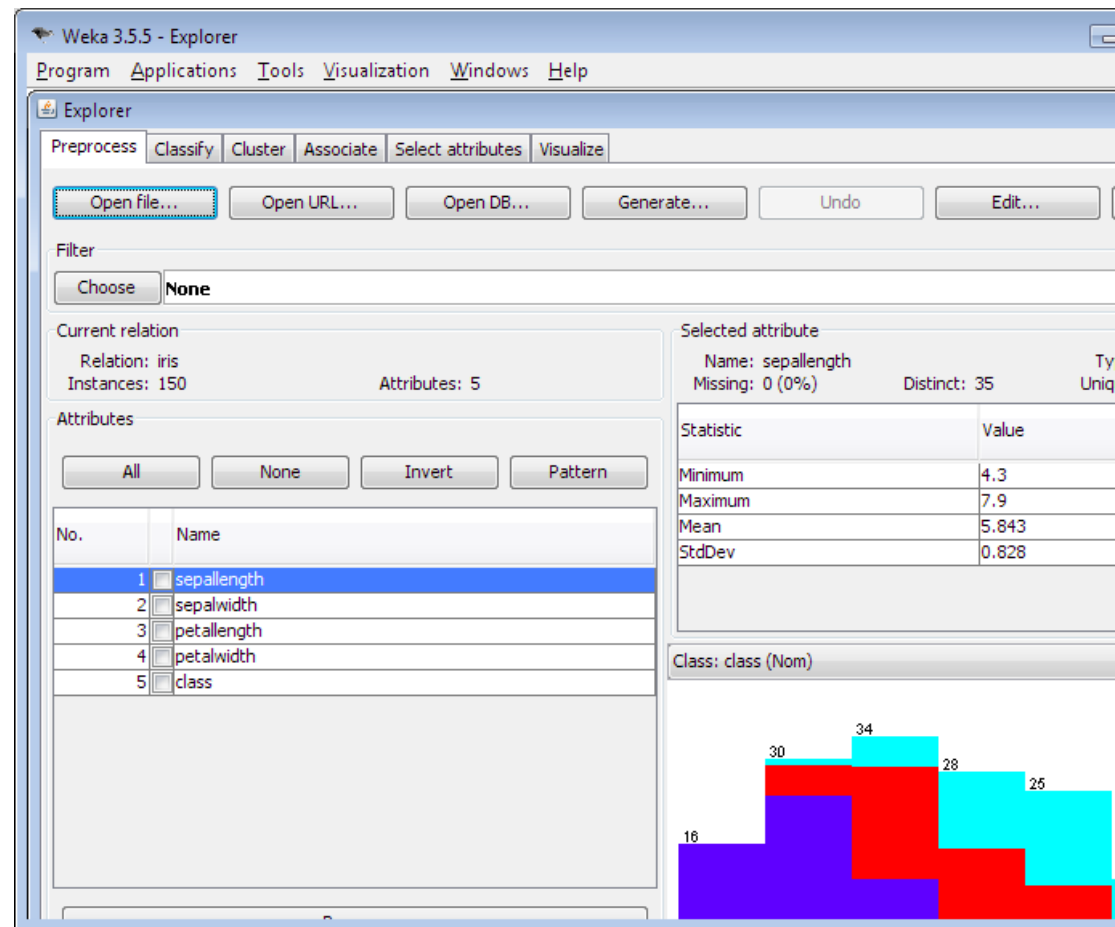 Weka 3.5.5 - Explorer
Program Applications Tools Visualization Windows Help
Explorer
Preprocess Classify Cluster Associate Select attributes Visualize
Open file... Open URL... Open DB... Generate... Undo Edit...
Filter
Choose None
Current relation
Relation: iris
Instances: 150 Attributes: 5
Attributes
All None Invert Pattern
No. Name
1 sepallength
2 sepalwidth
3 petallength
4 petalwidth
5 class
Selected attribute
Name: sepallength Ty
Missing: 0 (0%) Distinct: 35 Uniq
Statistic Value
Minimum 4.3
Maximum 7.9
Mean 5.843
StdDev 0.828
Class: class (Nom)
16 30 34 28 25